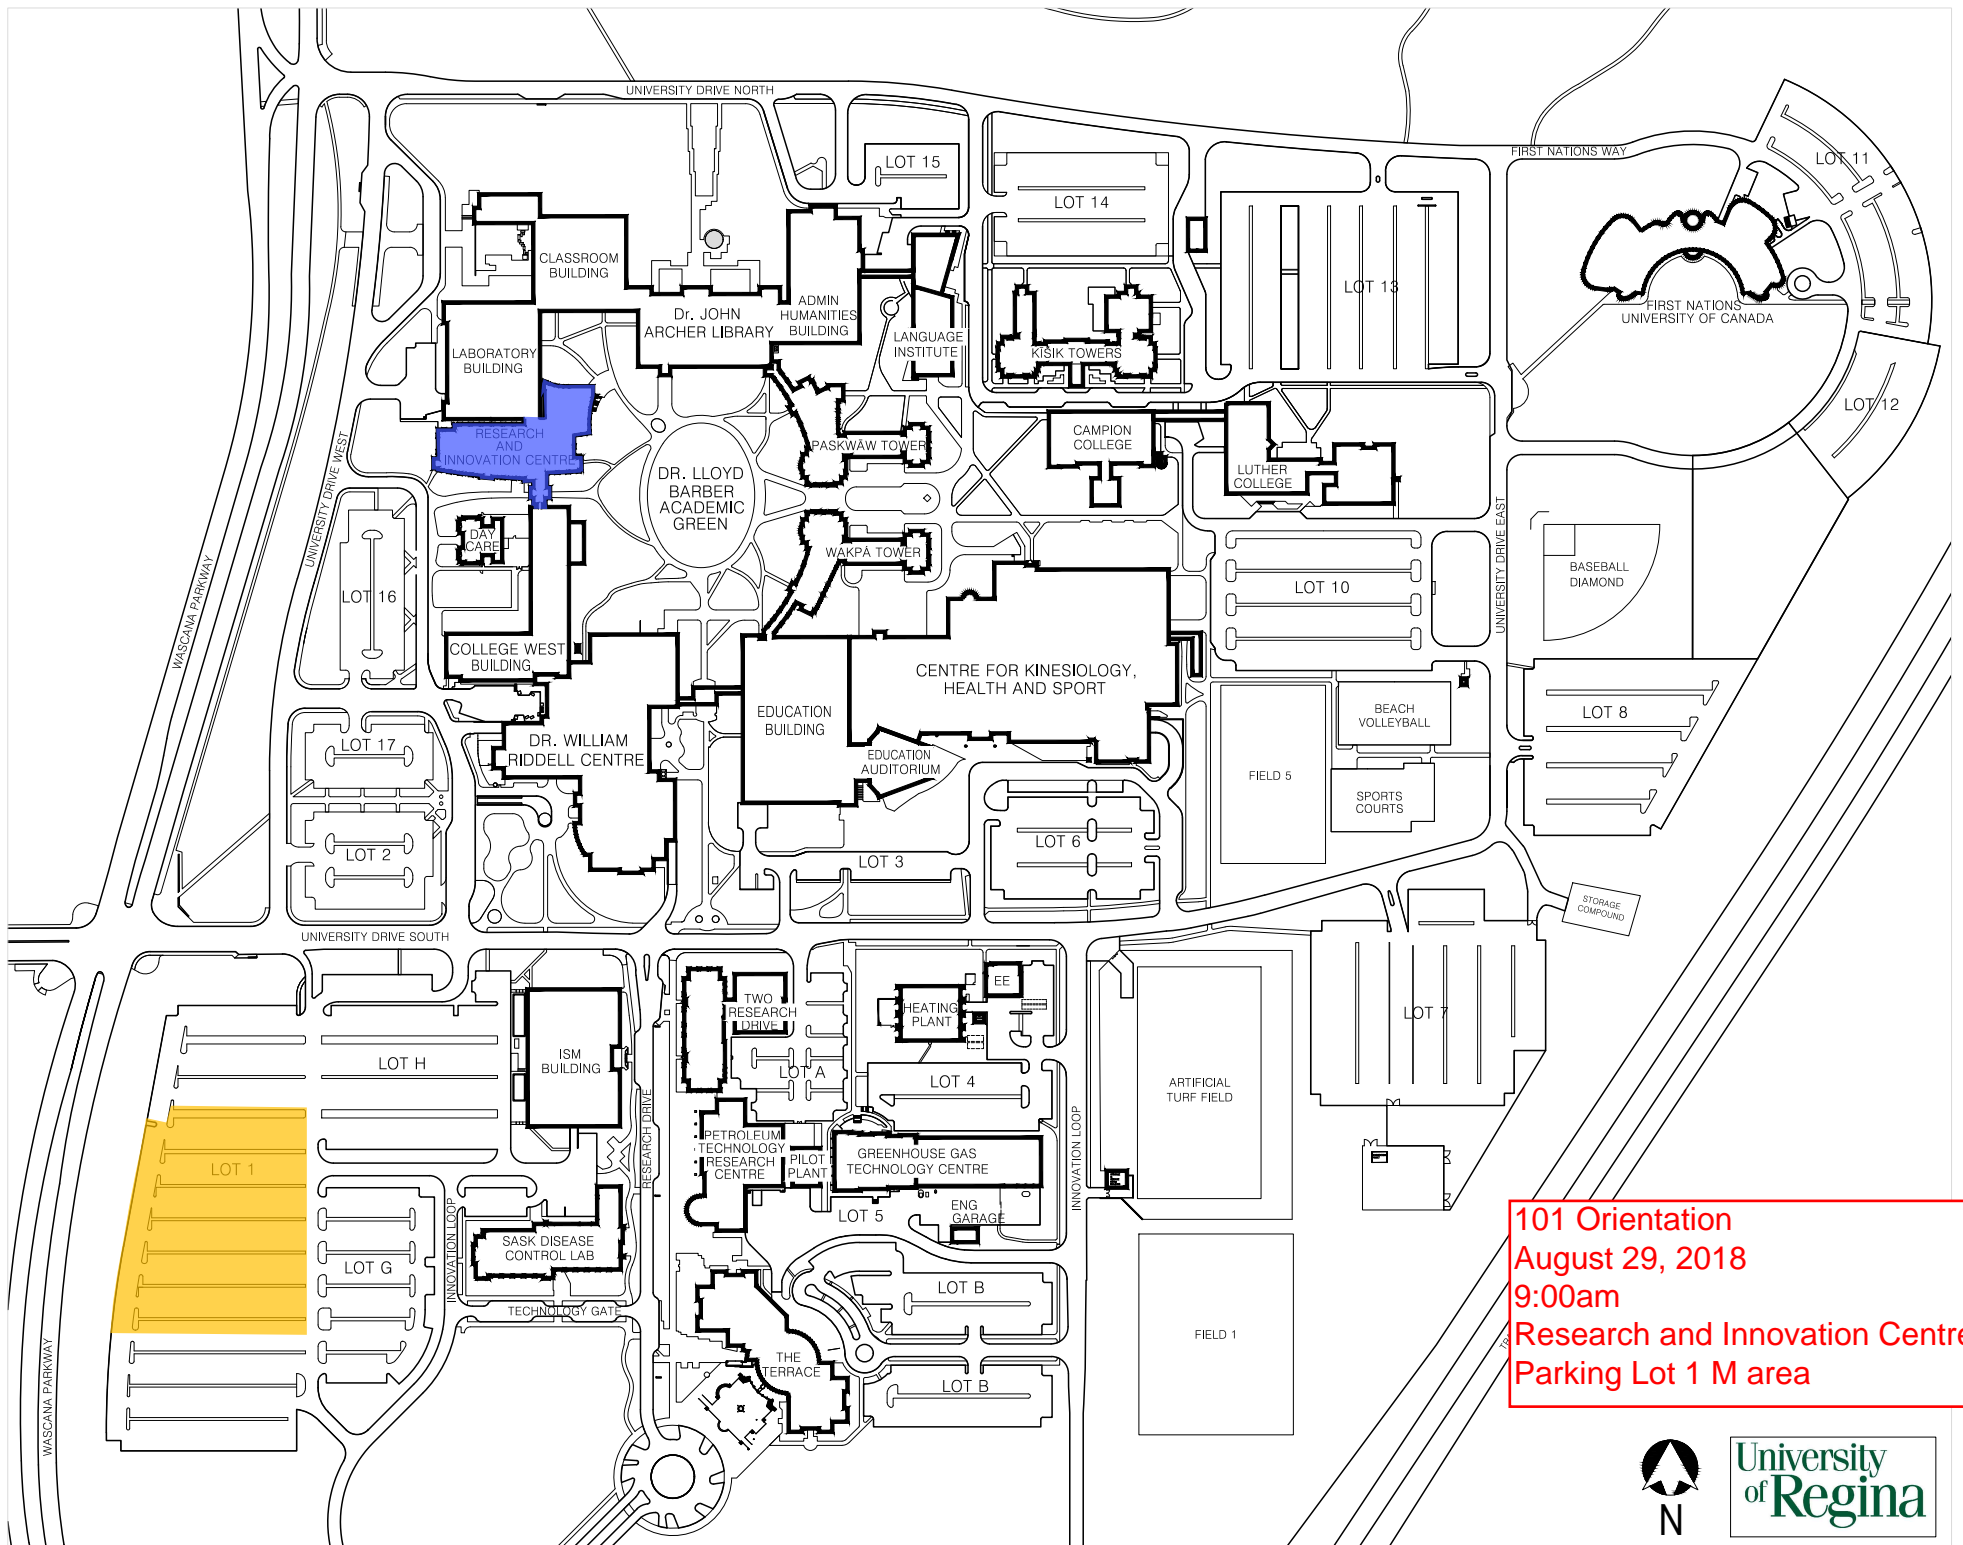 UNIVERSITY DRIVE NORTH
FIRST NATIONS WAY
LOT 11
LOT 15
LOT 14
CLASSROOM
BUILDING
LOT 13
ADMIN
HUMANITIES
BUILDING
Dr. JOHN
ARCHER LIBRARY
FIRST NATIONS
UNIVERSITY OF CANADA
LANGUAGE
INSTITUTE
KĪSIK TOWERS
LABORATORY
BUILDING
LOT 12
RESEARCH
AND
INNOVATION CENTRE
PASKWĀW TOWER
CAMPION
COLLEGE
LUTHER
COLLEGE
DR. LLOYD
BARBER
ACADEMIC
GREEN
UNIVERSITY DRIVE WEST
DAY
CARE
WAKPĀ TOWER
UNIVERSITY DRIVE EAST
BASEBALL
DIAMOND
LOT 10
LOT 16
WASCANA PARKWAY
COLLEGE WEST
BUILDING
CENTRE FOR KINESIOLOGY,
HEALTH AND SPORT
EDUCATION
BUILDING
BEACH
VOLLEYBALL
LOT 8
LOT 17
DR. WILLIAM
RIDDELL CENTRE
EDUCATION
AUDITORIUM
FIELD 5
SPORTS
COURTS
LOT 2
LOT 3
LOT 6
STORAGE
COMPOUND
UNIVERSITY DRIVE SOUTH
TWO
RESEARCH
DRIVE
EE
HEATING
PLANT
LOT 7
LOT H
ISM
BUILDING
LOT A
LOT 4
ARTIFICIAL
TURF FIELD
RESEARCH DRIVE
INNOVATION LOOP
PETROLEUM
TECHNOLOGY
RESEARCH
CENTRE
PILOT
PLANT
GREENHOUSE GAS
TECHNOLOGY CENTRE
LOT 1
LOT 5
ENG
GARAGE
INNOVATION LOOP
SASK DISEASE
CONTROL LAB
LOT G
TECHNOLOGY GATE
LOT B
FIELD 1
THE
TERRACE
LOT B
WASCANA PARKWAY
101 Orientation
August 29, 2018
9:00am
Research and Innovation Centre
Parking Lot 1 M area
N
University
of Regina